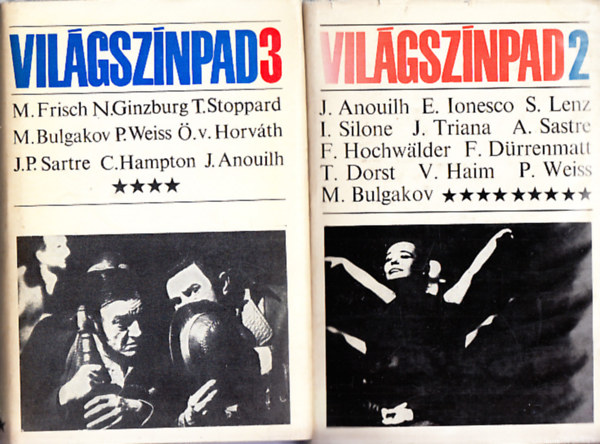 VILÁGSZÍNPAD3
M. Frisch N.Ginzburg T.Stoppard
M. Bulgakov P.Weiss Ö.v. Horváth
J.P. Sartre C.Hampton J. Anouilh
★★★★
VILÁGSZÍNPAD2
J. Anouilh E. Ionesco S. Lenz
I. Silone J. Triana A. Sastre
F. Hochwälder F. Dürrenmatt
T. Dorst V. Haim P. Weiss
M. Bulgakov ★★★★★★★★★